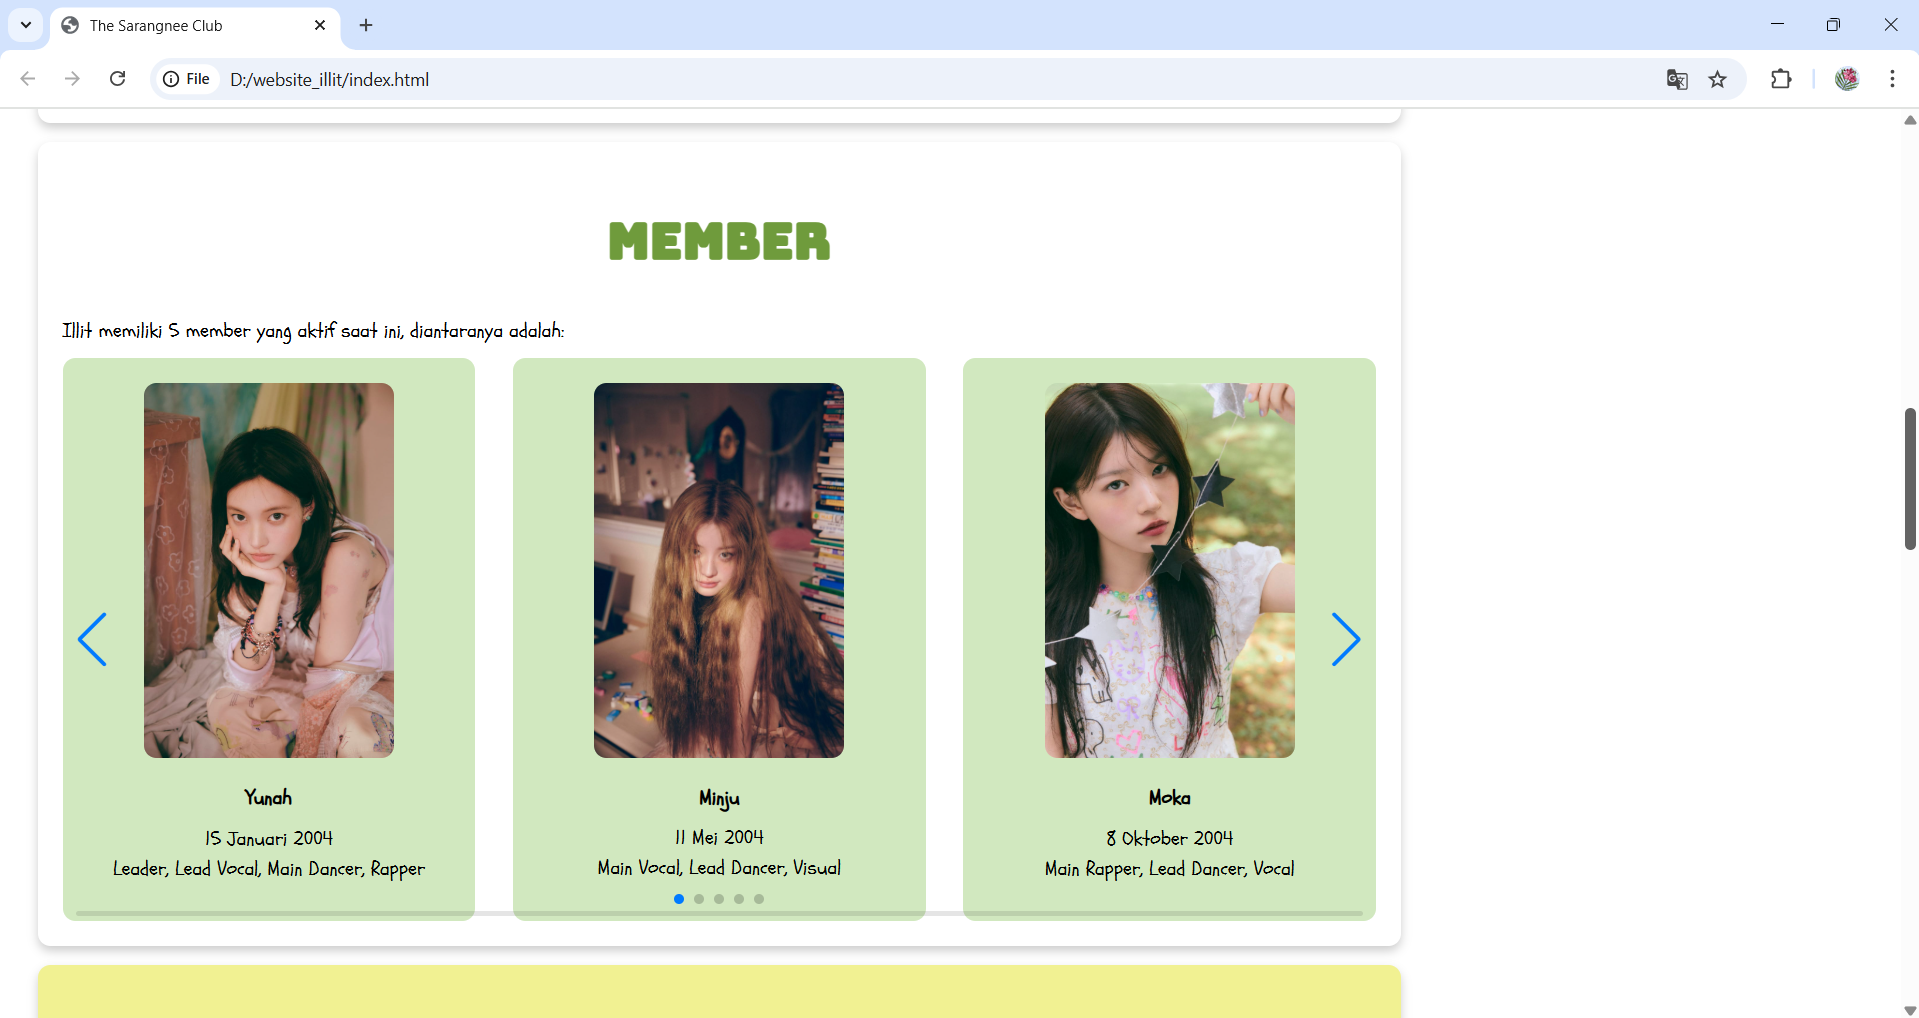 The Sarangnee Club
File
D:/website_illit/index.html
MEMBER
Illit memiliki 5 member yang aktif saat ini, diantaranya adalah:
Yunah
15 Januari 2004
Leader, Lead Vocal, Main Dancer, Rapper
Minju
11 Mei 2004
Main Vocal, Lead Dancer, Visual
Moka
8 Oktober 2004
Main Rapper, Lead Dancer, Vocal